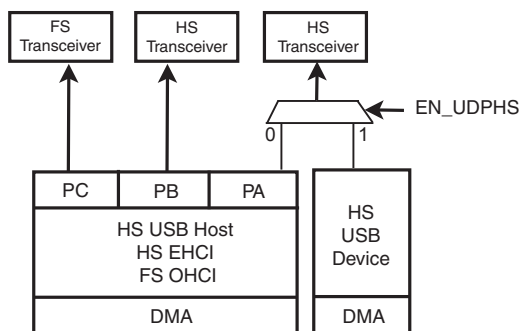 FS
Transceiver
HS
Transceiver
HS
Transceiver
EN_UDPHS
0
1
PC
PB
PA
HS USB Host
HS EHCI
FS OHCI
DMA
HS
USB
Device
DMA